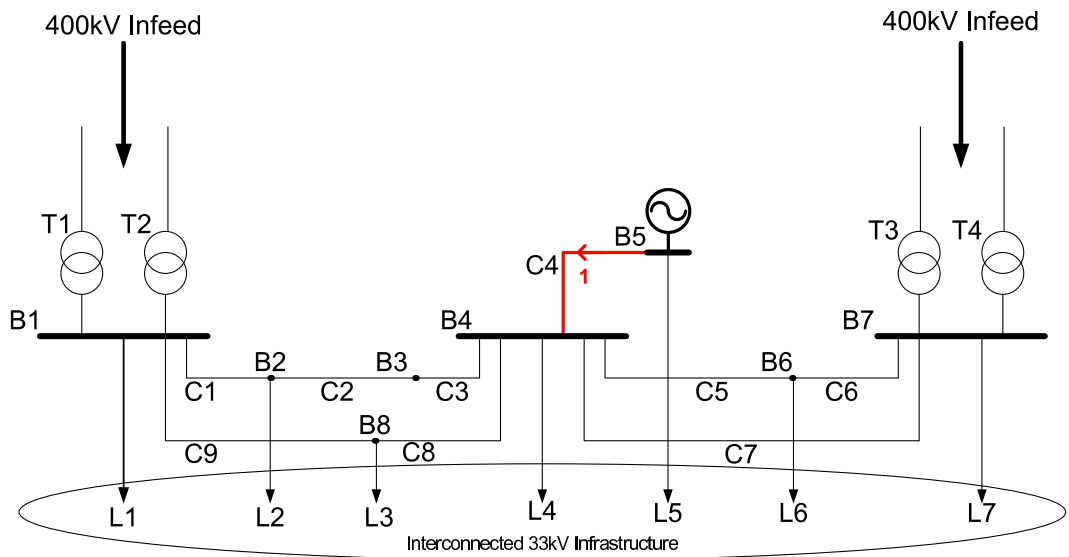 400kV Infeed
400kV Infeed
T1
T2
T3
T4
B5
C4
1
B1
B4
B7
B2
B3
B6
C1
C2
C3
C5
C6
B8
C9
C8
C7
L1
L2
L3
L4
L5
L6
L7
Interconnected 33kV Infrastructure